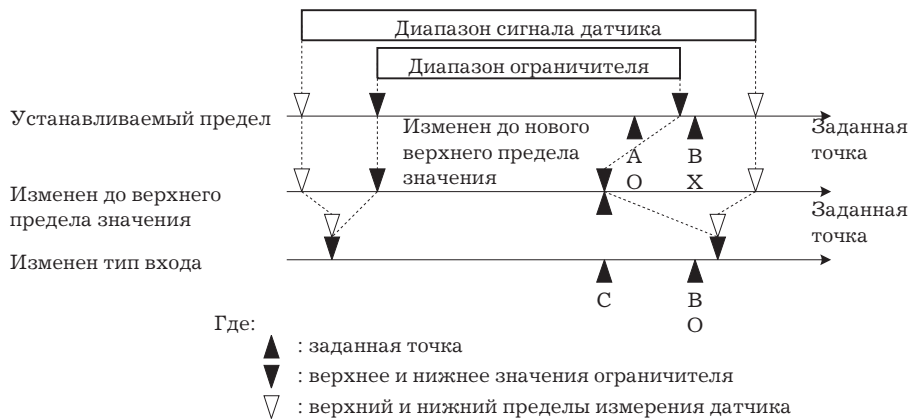 Диапазон сигнала датчика
Диапазон ограничителя
Устанавливаемый предел
Изменен до нового
верхнего предела
значения
А
О
В
Х
Заданная
точка
Изменен до верхнего
предела значения
Заданная
точка
Изменен тип входа
С
В
О
Где:
: заданная точка
: верхнее и нижнее значения ограничителя
: верхний и нижний пределы измерения датчика